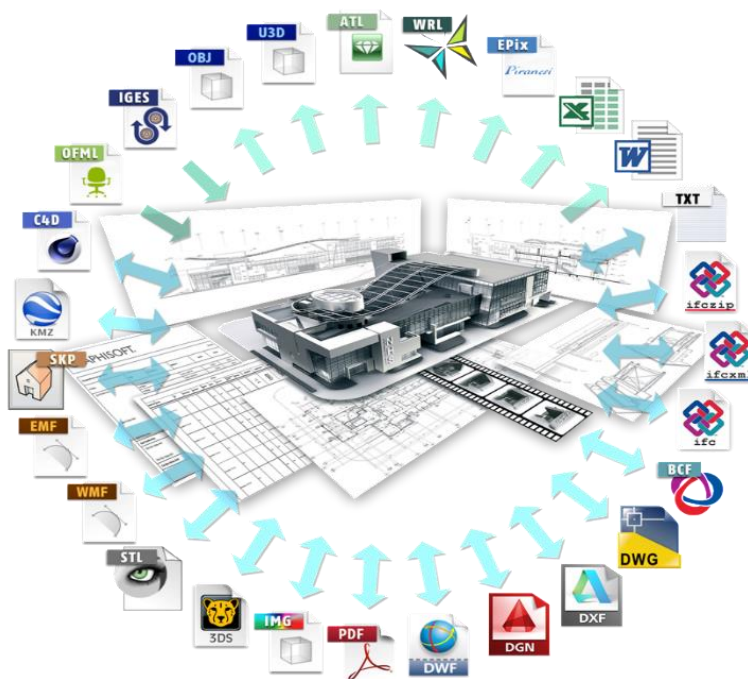 U3D
ATL
WRL
OBJ
EPix
Piranesi
IGES
X
OFML
W
TXT
C4D
ifczip
KMZ
ifcxml
SKP
PHISOFT
EMF
ifc
WMF
BCF
DWG
STL
DXF
3DS
IMG
PDF
DWF
DGN